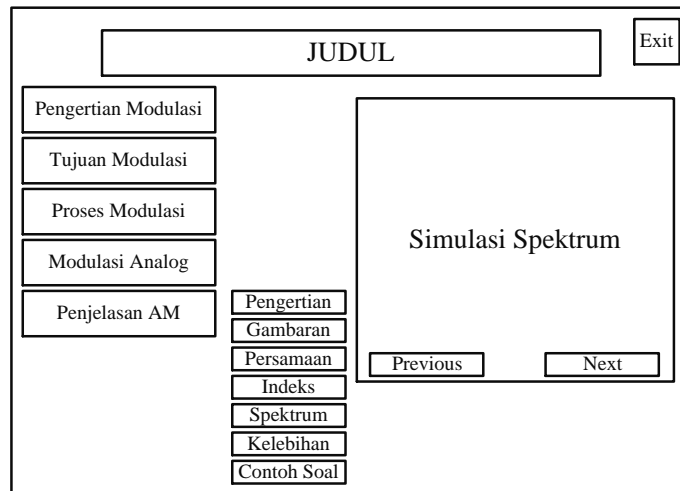 JUDUL
Exit
Pengertian Modulasi
Tujuan Modulasi
Proses Modulasi
Modulasi Analog
Penjelasan AM
Pengertian
Gambaran
Persamaan
Indeks
Spektrum
Kelebihan
Contoh Soal
Simulasi Spektrum
Previous
Next